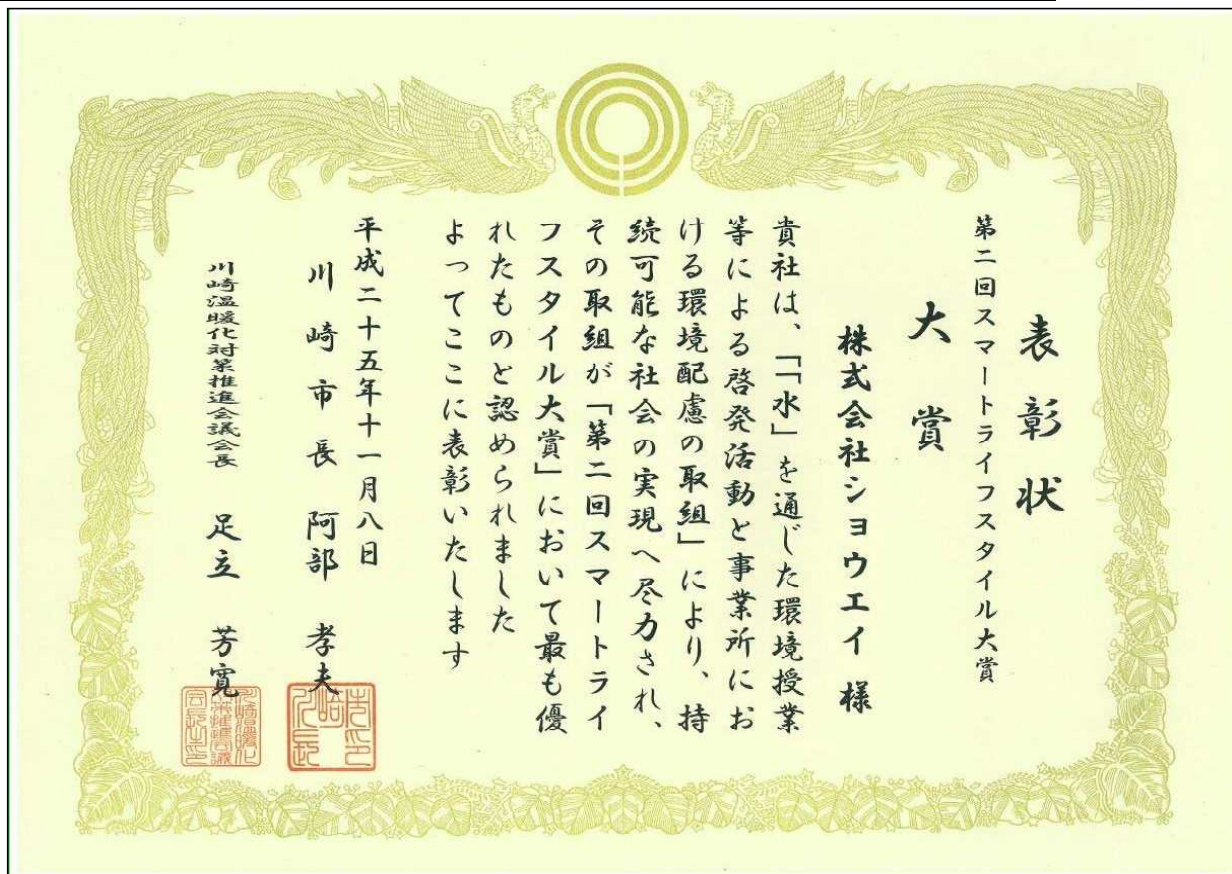 表彰状
第二回スマートライフスタイル大賞
大賞
株式会社ショウエイ 様
貴社は、「「水」を通じた環境授業
等による啓発活動と事業所にお
ける環境配慮の取組」により、持
続可能な社会の実現へ尽力され、
その取組が「第二回スマートライ
フスタイル大賞」において最も優
れたものと認められました
よってここに表彰いたします
平成二十五年十一月八日
川崎市長 阿部 孝夫
川崎温暖化対策推進会議会長 足立 芳寛